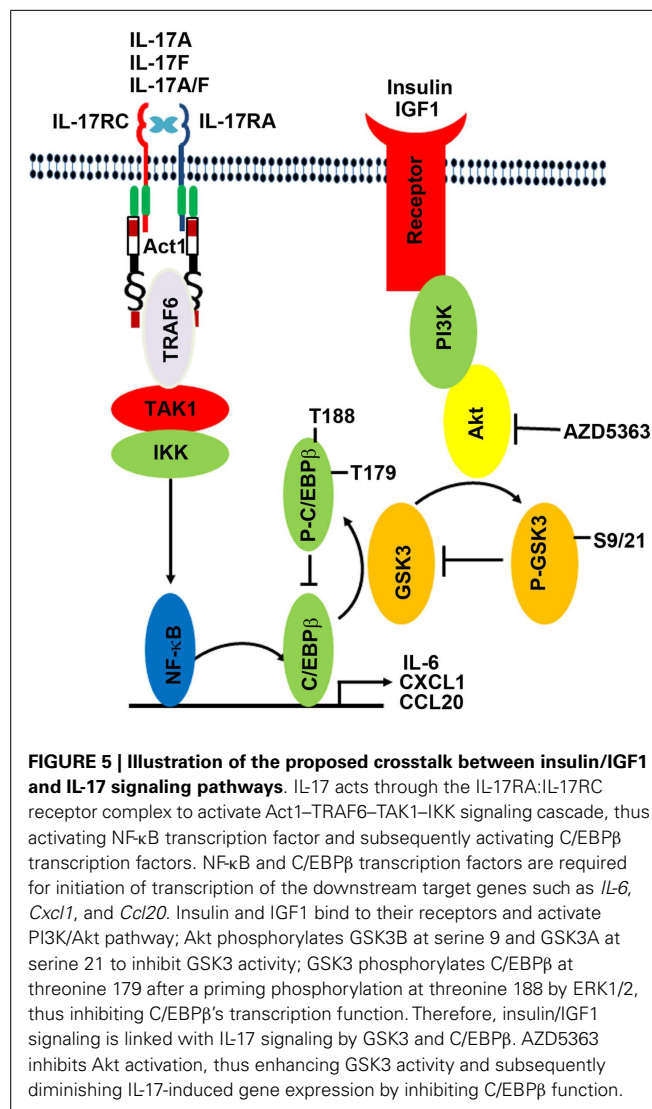 IL-17A
IL-17F
IL-17A/F
IL-17RC
IL-17RA
Insulin
IGF1
Receptor
Act1
TRAF6
TAK1
IKK
PI3K
Akt
AZD5363
T188
T179
P-C/EBPβ
GSK3
P-GSK3
S9/21
NF-κB
C/EBPβ
IL-6
CXCL1
CCL20
FIGURE 5 | Illustration of the proposed crosstalk between insulin/IGF1
and IL-17 signaling pathways. IL-17 acts through the IL-17RA:IL-17RC
receptor complex to activate Act1–TRAF6–TAK1–IKK signaling cascade, thus
activating NF-κB transcription factor and subsequently activating C/EBPβ
transcription factors. NF-κB and C/EBPβ transcription factors are required
for initiation of transcription of the downstream target genes such as IL-6,
Cxcl1, and Ccl20. Insulin and IGF1 bind to their receptors and activate
PI3K/Akt pathway; Akt phosphorylates GSK3B at serine 9 and GSK3A at
serine 21 to inhibit GSK3 activity; GSK3 phosphorylates C/EBPβ at
threonine 179 after a priming phosphorylation at threonine 188 by ERK1/2,
thus inhibiting C/EBPβ's transcription function. Therefore, insulin/IGF1
signaling is linked with IL-17 signaling by GSK3 and C/EBPβ. AZD5363
inhibits Akt activation, thus enhancing GSK3 activity and subsequently
diminishing IL-17-induced gene expression by inhibiting C/EBPβ function.